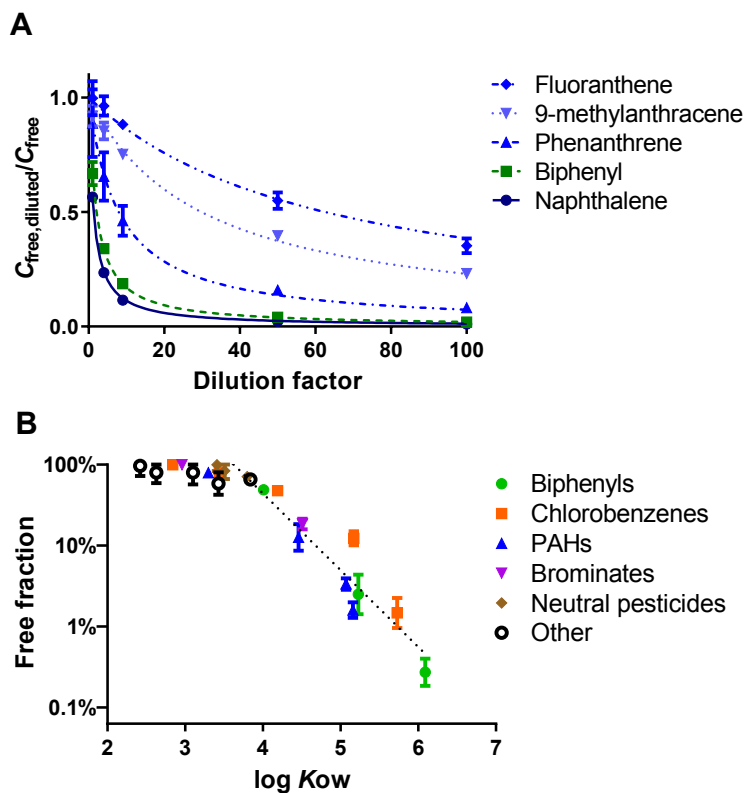 A
C_free,diluted/C_free
1.0
0.5
0.0
0 20 40 60 80 100
Dilution factor
Fluoranthene
9-methylanthracene
Phenanthrene
Biphenyl
Naphthalene
B
Free fraction
100%
10%
1%
0.1%
2 3 4 5 6 7
log Kow
Biphenyls
Chlorobenzenes
PAHs
Brominates
Neutral pesticides
Other